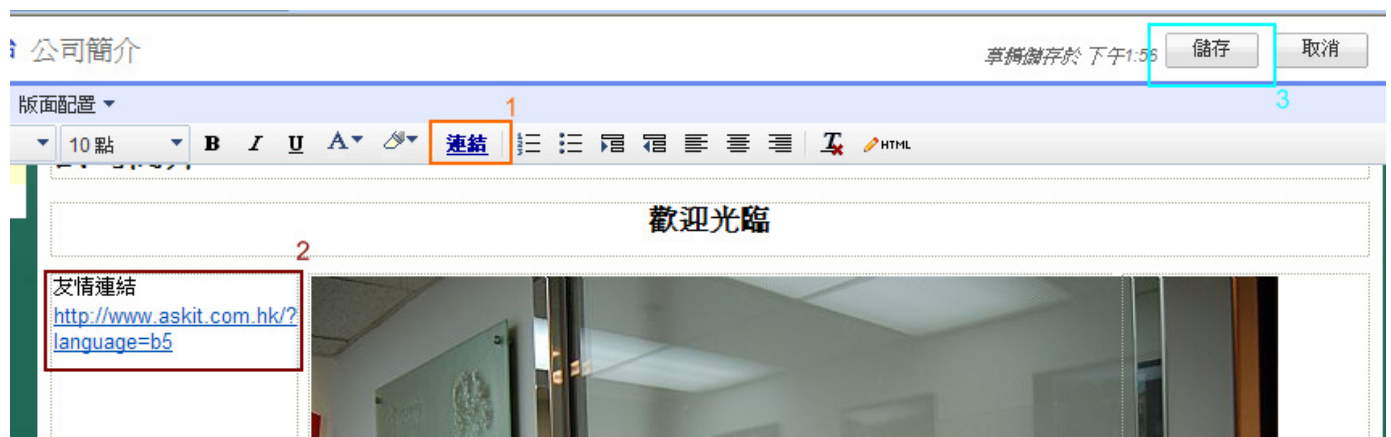 公司簡介
草稿儲存於 下午1:56
儲存
取消
版面配置
1
3
10 點
B I U A 連結 HTML
歡迎光臨
2
友情連結
http://www.askit.com.hk/?
language=b5